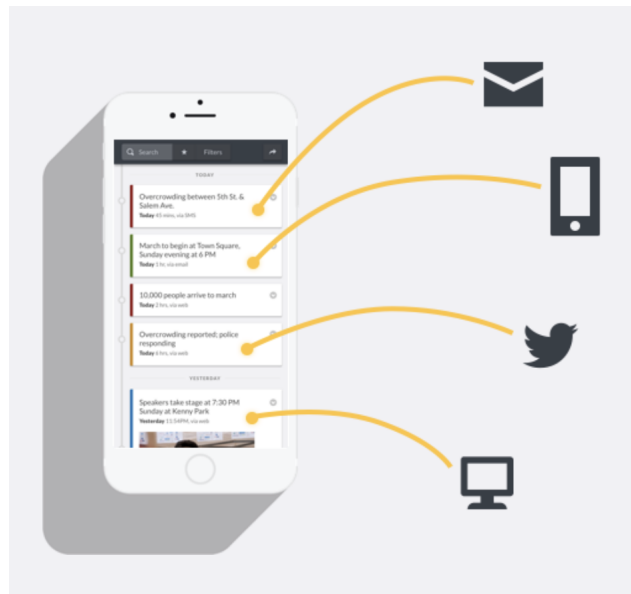 Search
Filters
TODAY
Overcrowding between 5th St. &
Salem Ave.
Today 45 mins, via SMS
March to begin at Town Square,
Sunday evening at 6 PM
Today 1 hr, via email
10,000 people arrive to march
Today 2 hrs, via web
Overcrowding reported; police
responding
Today 6 hrs, via web
YESTERDAY
Speakers take stage at 7:30 PM
Sunday at Kenny Park
Yesterday 11:54PM, via web